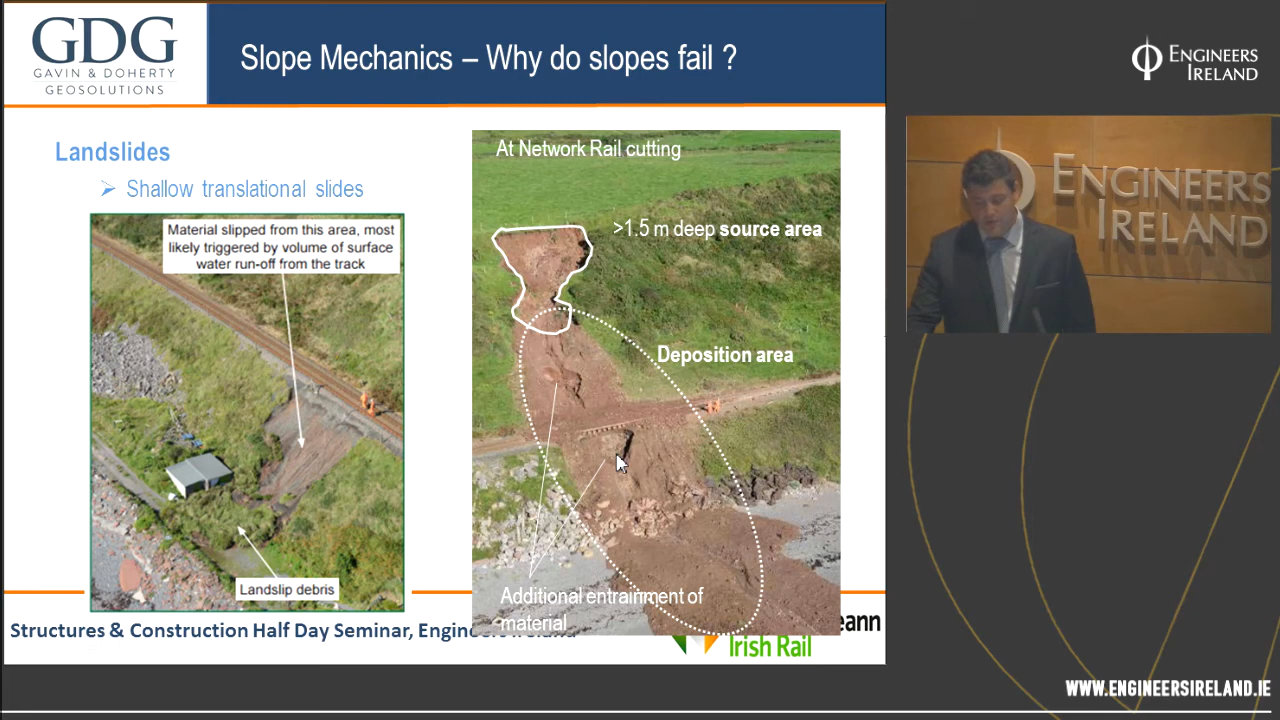 GDG
GAVIN & DOHERTY
GEOSOLUTIONS
Slope Mechanics – Why do slopes fail ?
Landslides
Shallow translational slides
Material slipped from this area, most
likely triggered by volume of surface
water run-off from the track
Landslip debris
At Network Rail cutting
>1.5 m deep source area
Deposition area
Additional entrainment of
material
Structures & Construction Half Day Seminar, Engineers Ireland
eann
Irish Rail
ENGINEERS
IRELAND
ENGINEERS
IRELAND
WWW.ENGINEERSIRELAND.IE